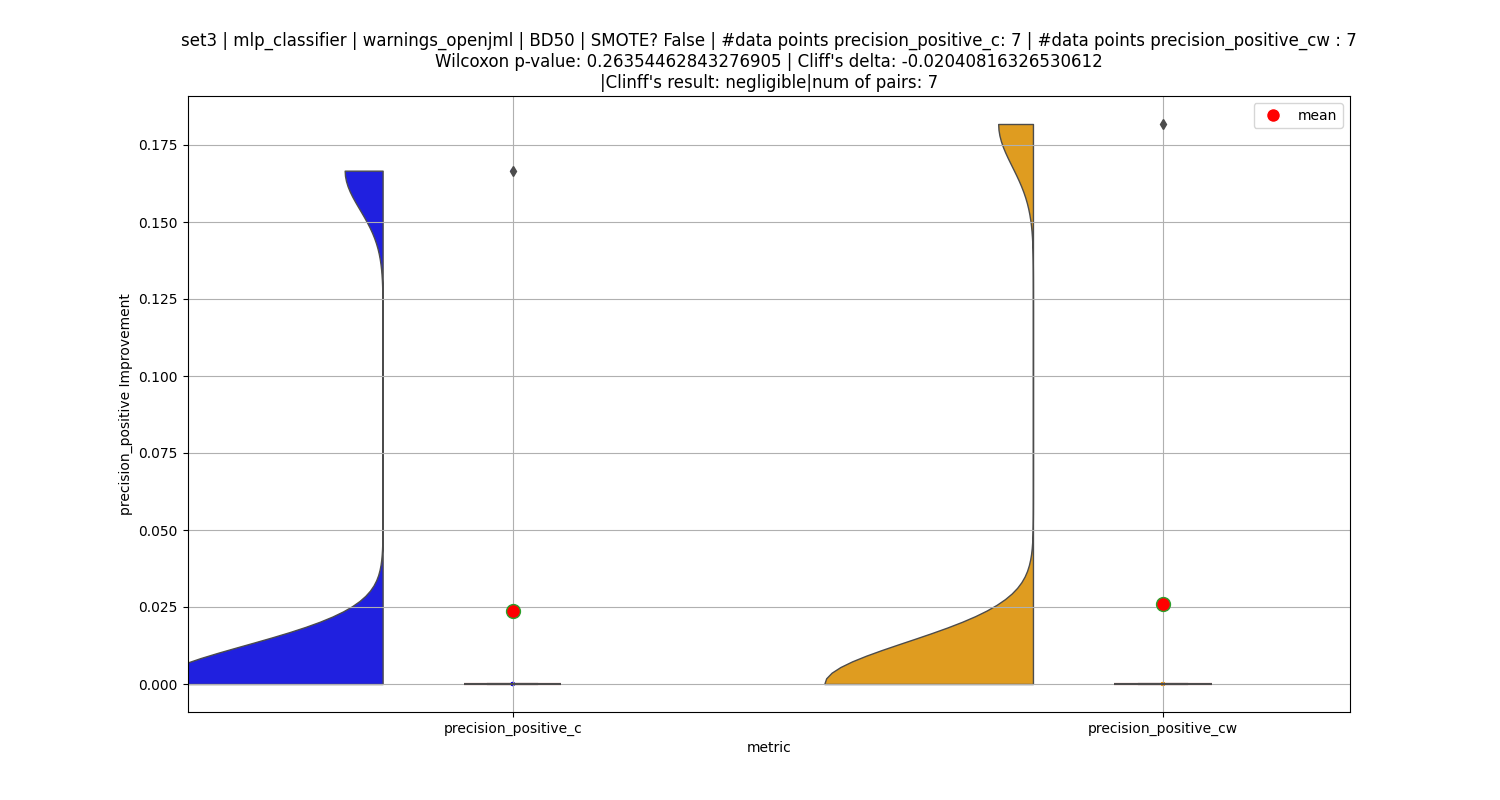 set3 | mlp_classifier | warnings_openjml | BD50 | SMOTE? False | #data points precision_positive_c: 7 | #data points precision_positive_cw : 7
Wilcoxon p-value: 0.26354462843276905 | Cliff's delta: -0.02040816326530612
|Clinff's result: negligible|num of pairs: 7
mean
0.175
0.150
0.125
0.100
0.075
0.050
0.025
0.000
precision_positive Improvement
precision_positive_c
precision_positive_cw
metric